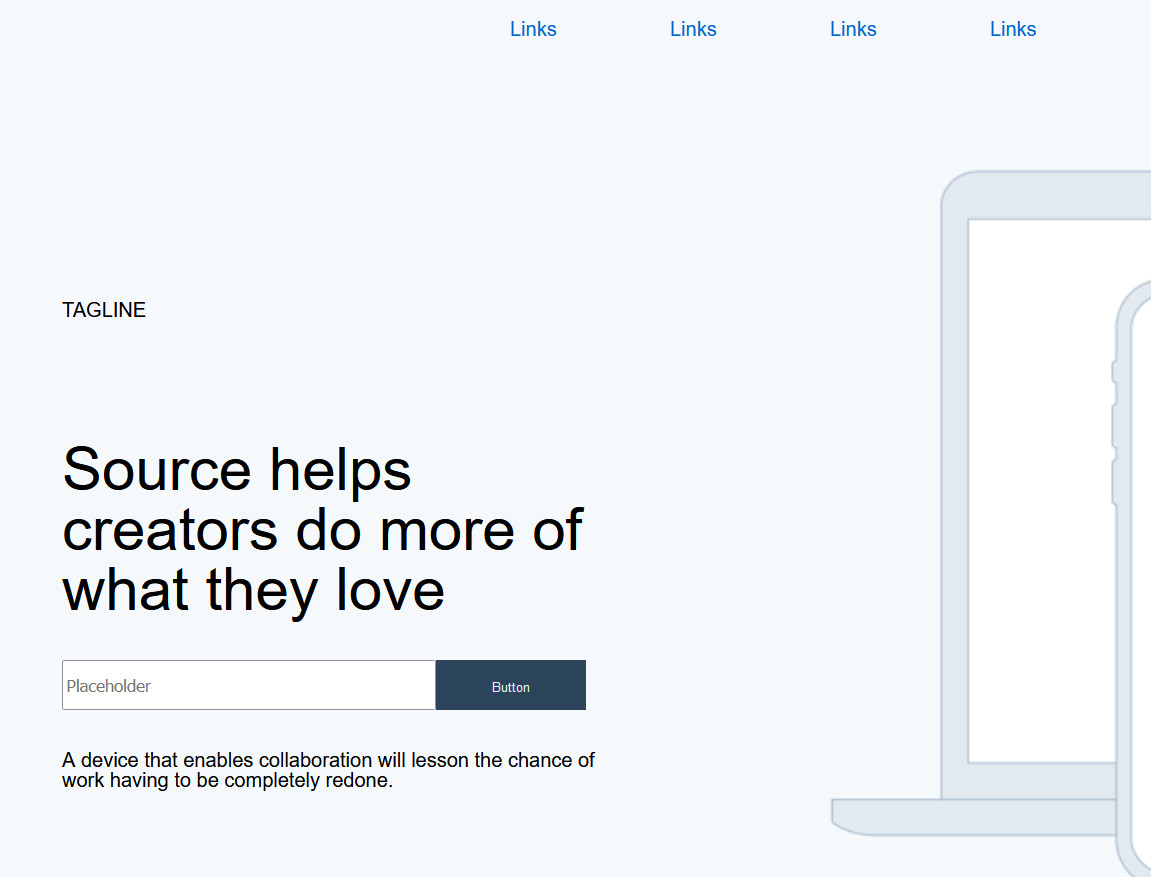 Links Links Links Links
TAGLINE
Source helps
creators do more of
what they love
Placeholder Button
A device that enables collaboration will lesson the chance of
work having to be completely redone.